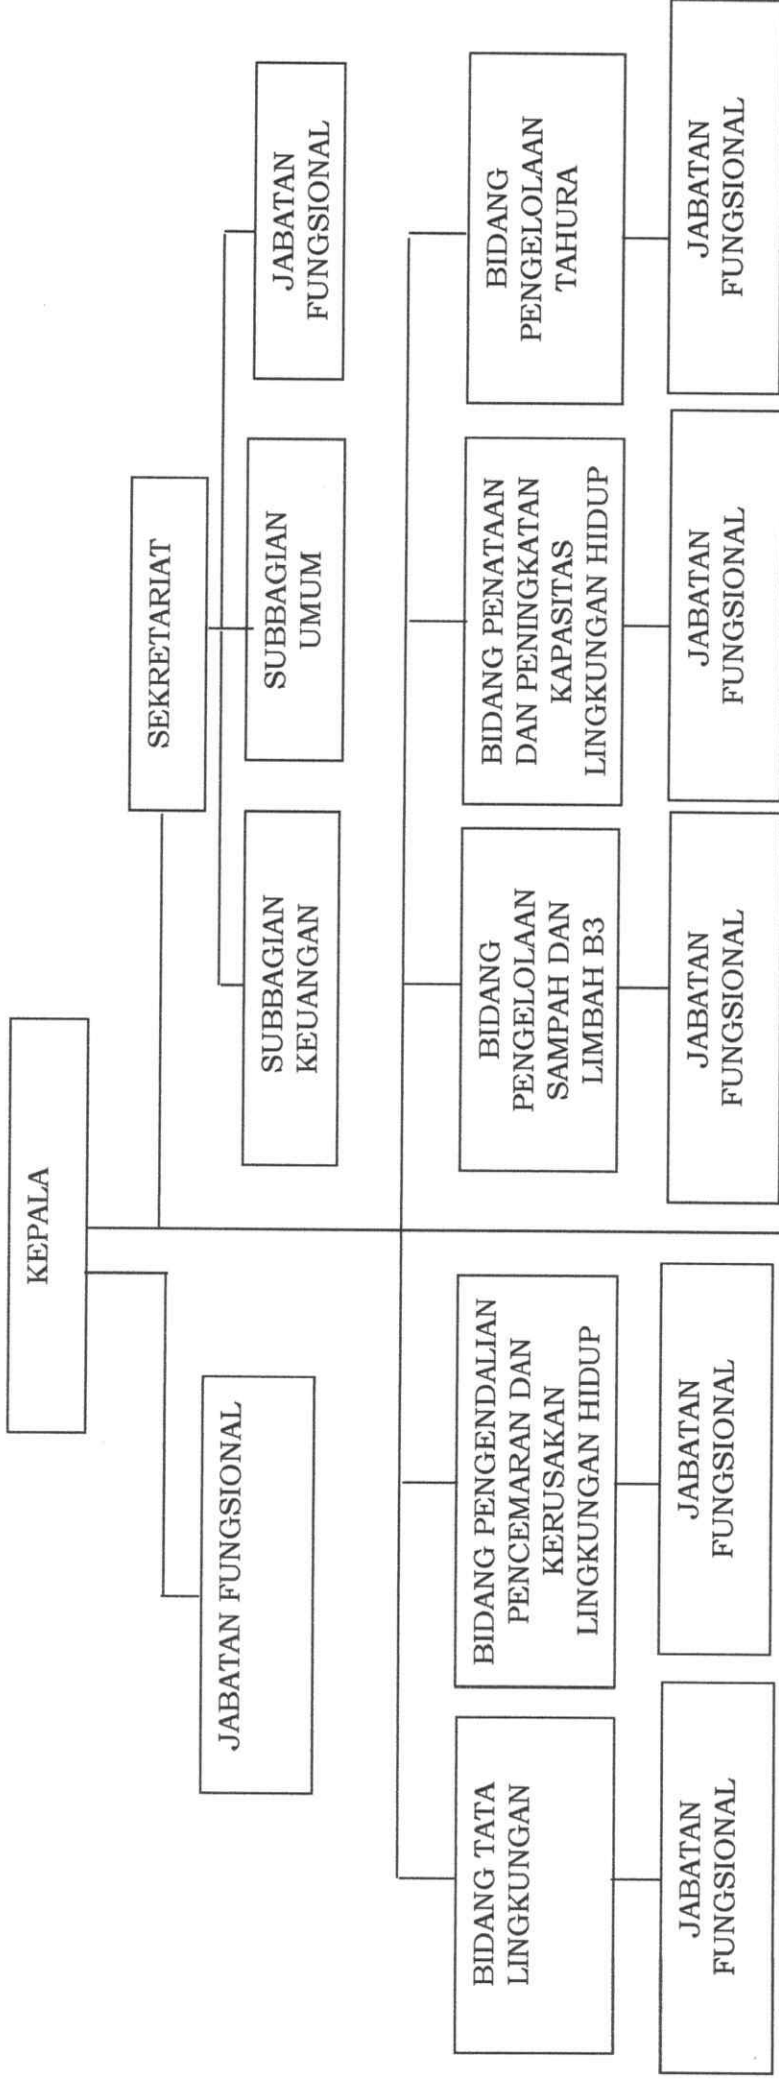 KEPALA
JABATAN FUNGSIONAL
SEKRETARIAT
SUBBAGIAN
KEUANGAN
SUBBAGIAN
UMUM
JABATAN
FUNGSIONAL
BIDANG TATA
LINGKUNGAN
BIDANG PENGENDALIAN
PENCEMARAN DAN
KERUSAKAN
LINGKUNGAN HIDUP
BIDANG
PENGELOLAAN
SAMPAH DAN
LIMBAH B3
BIDANG PENATAAN
DAN PENINGKATAN
KAPASITAS
LINGKUNGAN HIDUP
BIDANG
PENGELOLAAN
TAHURA
JABATAN
FUNGSIONAL
JABATAN
FUNGSIONAL
JABATAN
FUNGSIONAL
JABATAN
FUNGSIONAL
JABATAN
FUNGSIONAL